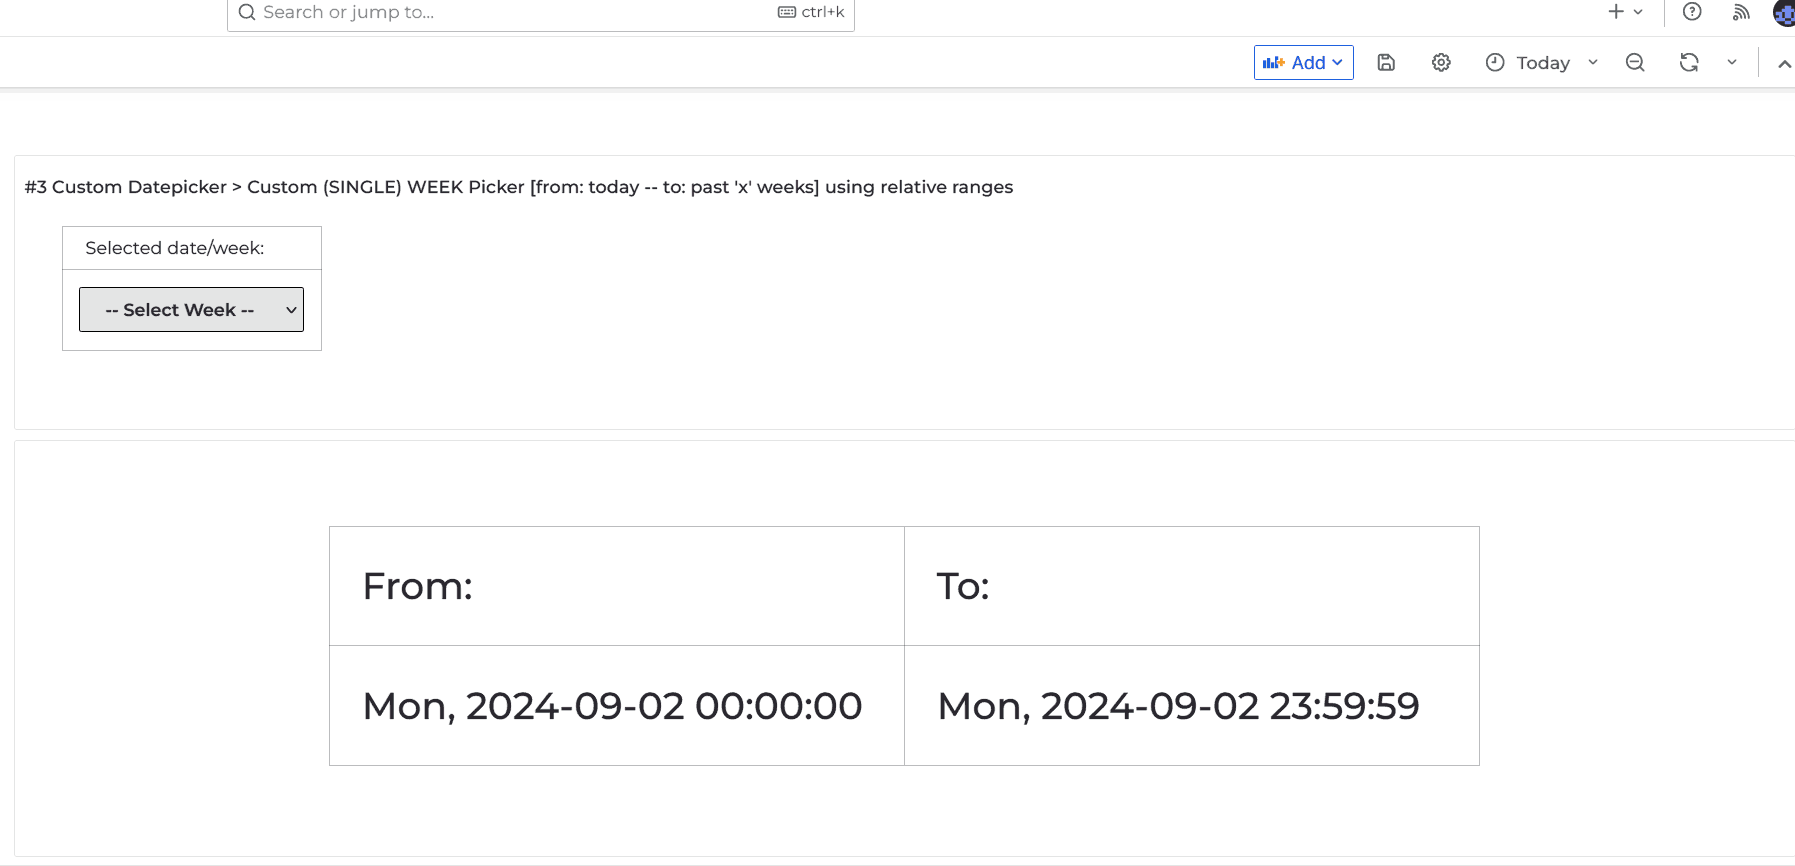 Search or jump to... ctrl+k
Add Today
#3 Custom Datepicker > Custom (SINGLE) WEEK Picker [from: today -- to: past 'x' weeks] using relative ranges
Selected date/week:
-- Select Week --
From: To:
Mon, 2024-09-02 00:00:00 Mon, 2024-09-02 23:59:59